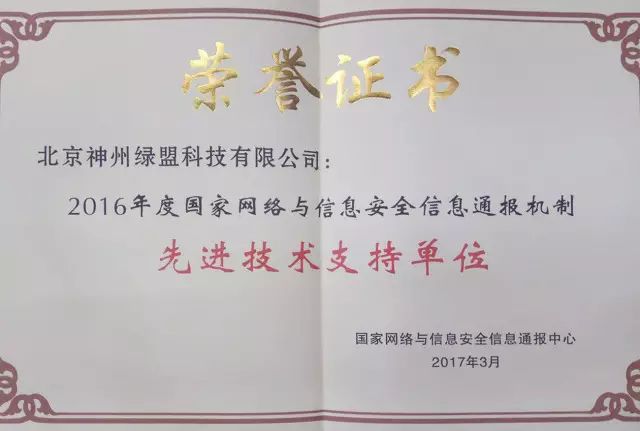 荣誉证书
北京神州绿盟科技有限公司：
2016年度国家网络与信息安全信息通报机制
先进技术支持单位
国家网络与信息安全信息通报中心
2017年3月